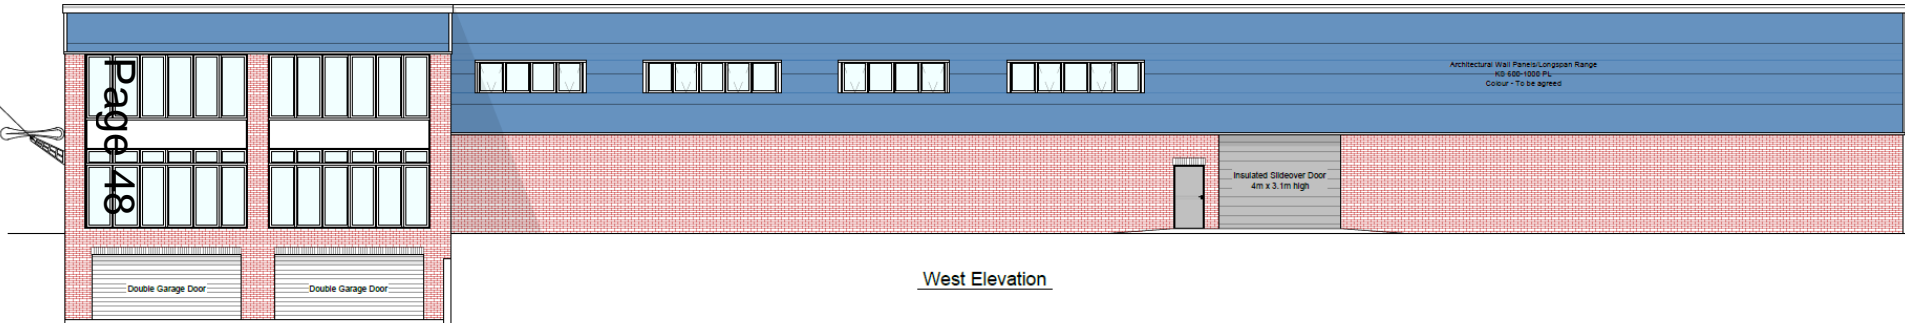 Page 48
Architectural Wall Panels/Longspan Range
KS 600-1000 PL
Colour - To be agreed
Insulated Slideover Door
4m x 3.1m high
Double Garage Door
Double Garage Door
West Elevation